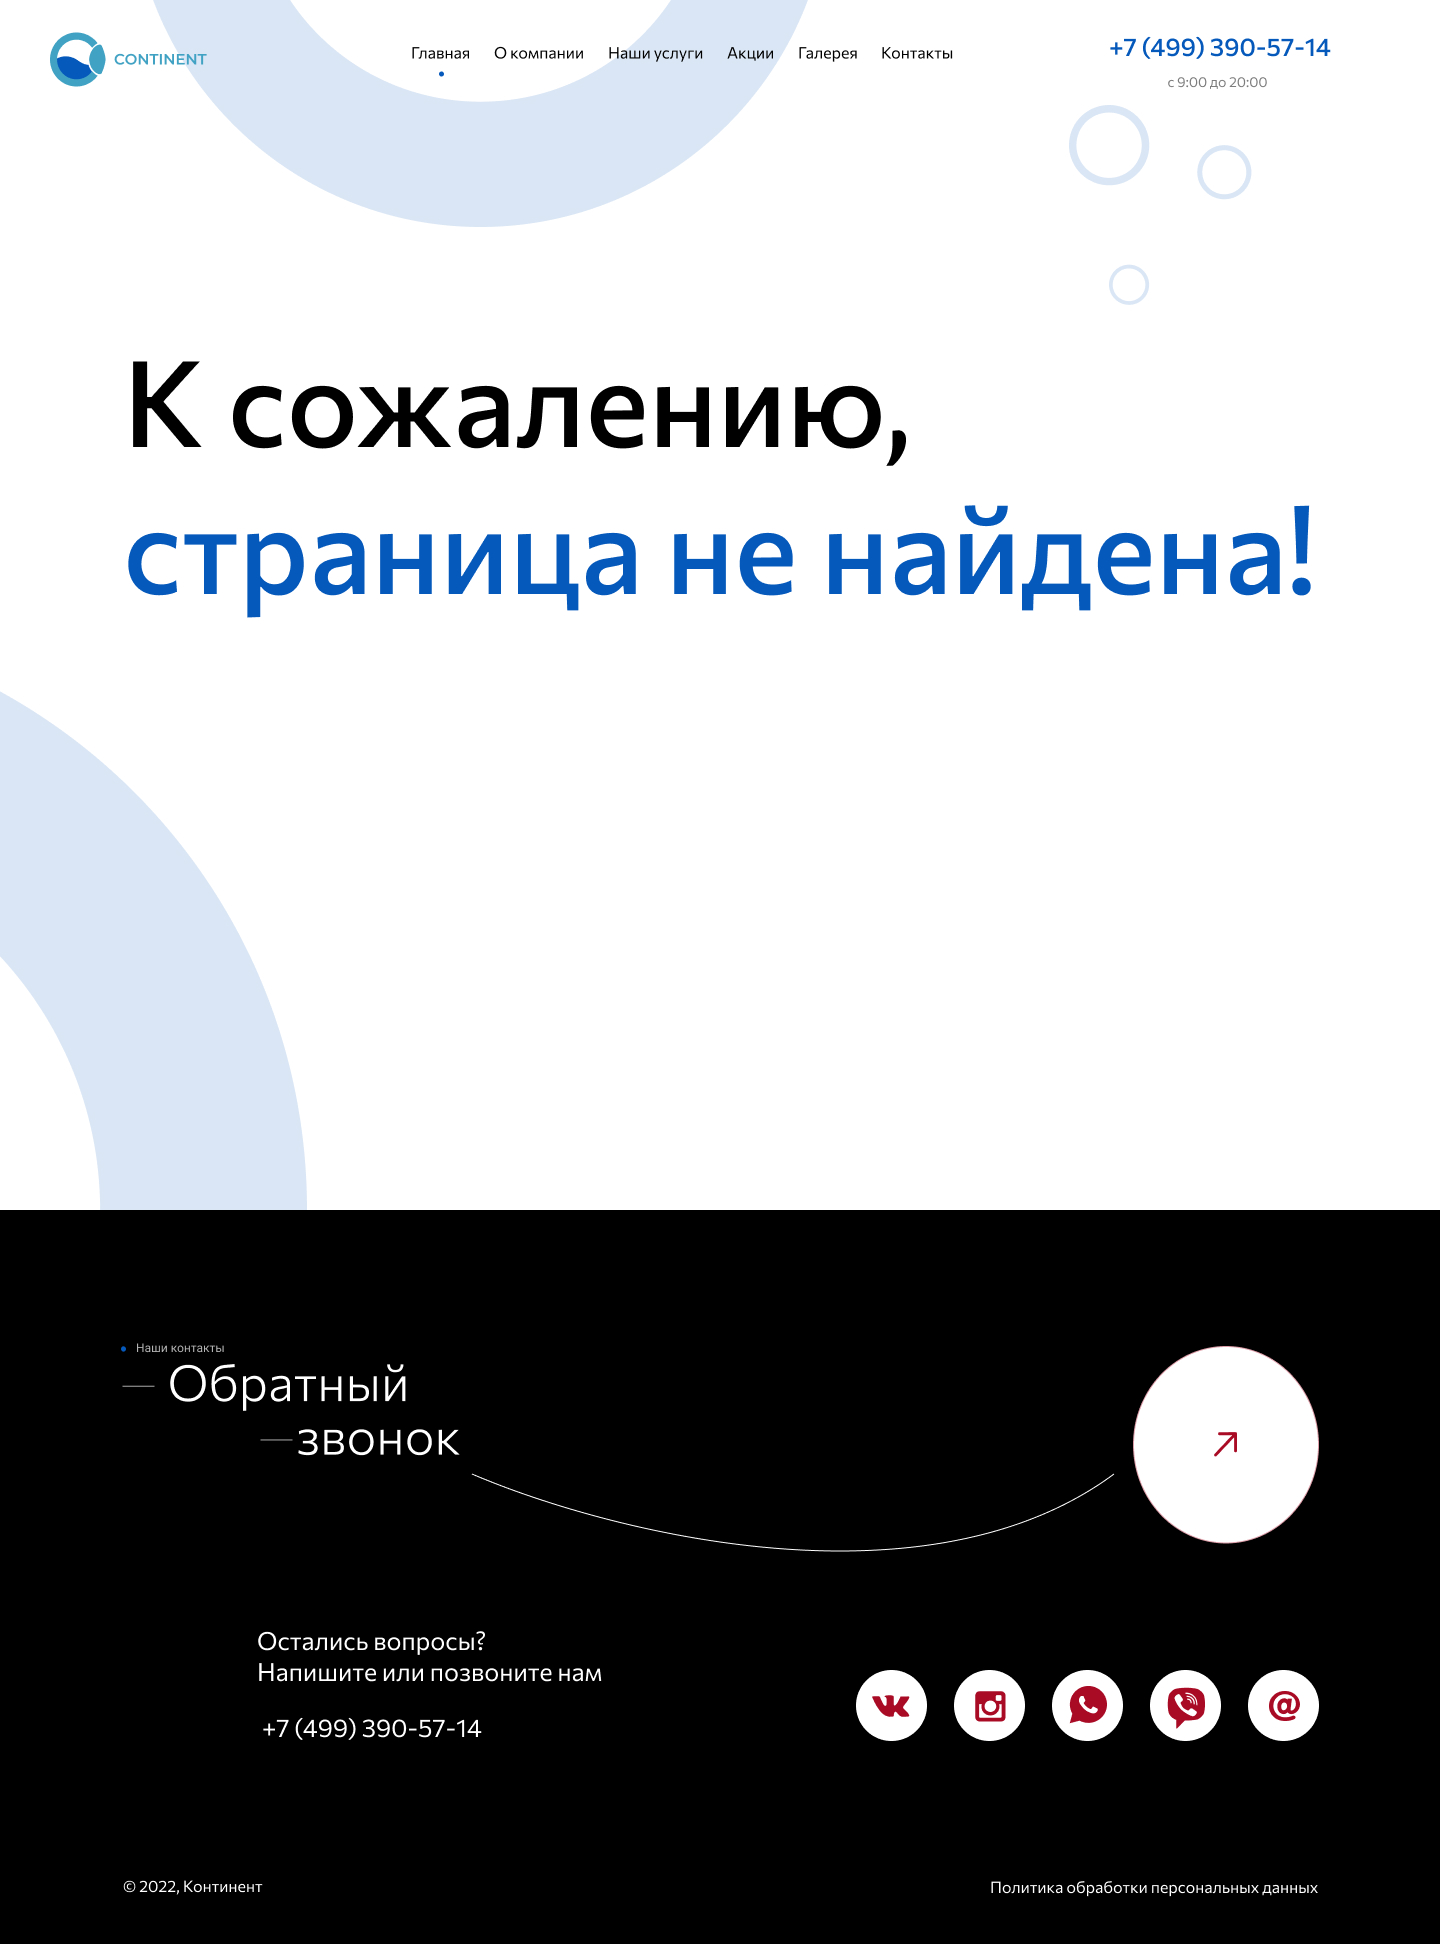 CONTINENT
Главная О компании Наши услуги Акции Галерея Контакты
+7 (499) 390-57-14
с 9:00 до 20:00
К сожалению,
страница не найдена!
Наши контакты
Обратный
звонок
Остались вопросы?
Напишите или позвоните нам
+7 (499) 390-57-14
© 2022, Континент
Политика обработки персональных данных